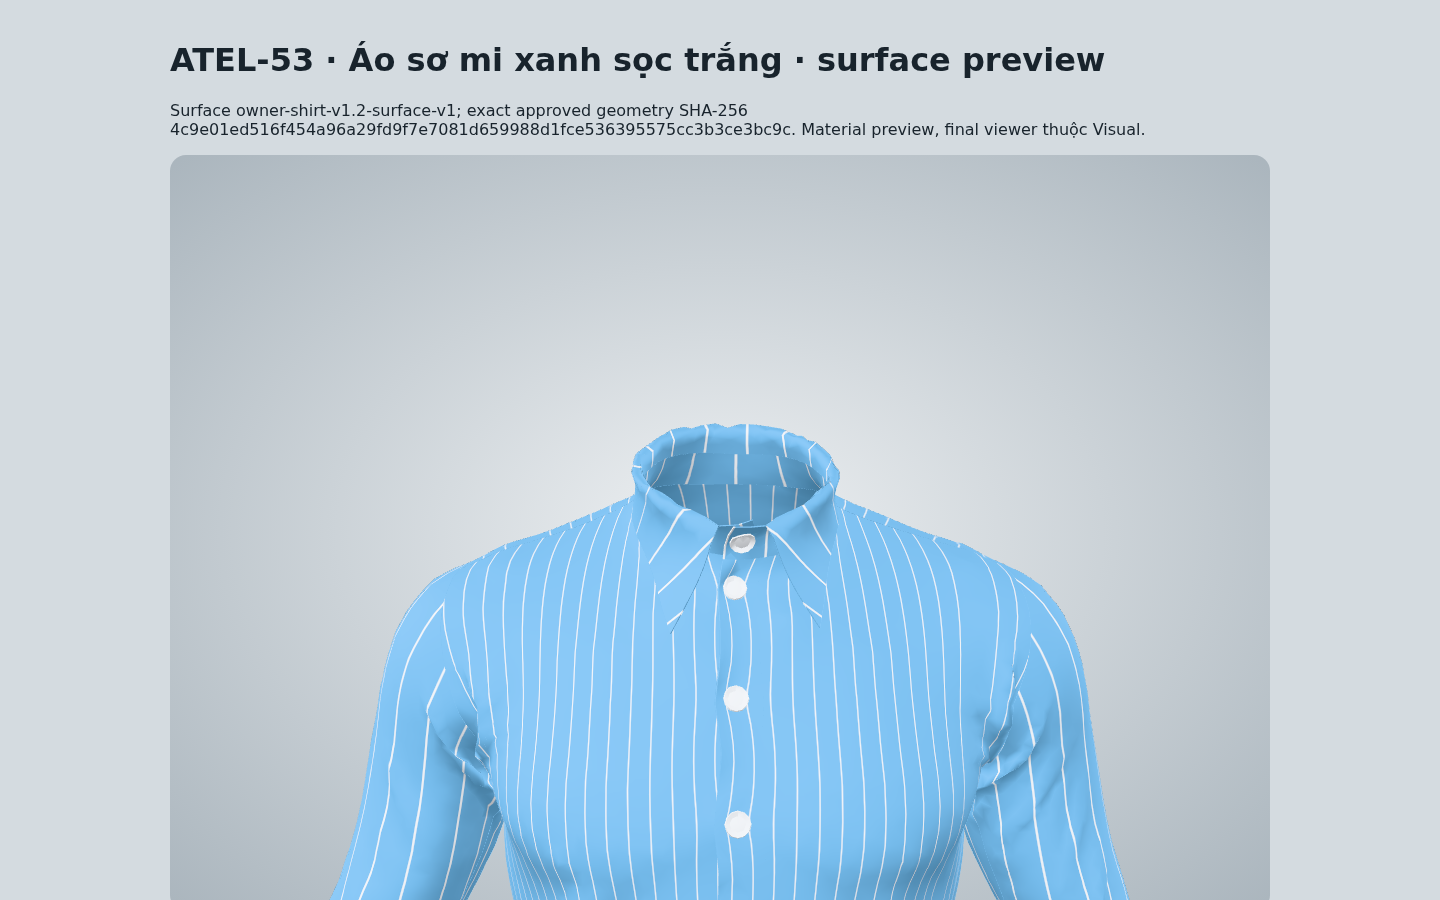 ATEL-53 · Áo sơ mi xanh sọc trắng · surface preview
Surface owner-shirt-v1.2-surface-v1; exact approved geometry SHA-256
4c9e01ed516f454a96a29fd9f7e7081d659988d1fce536395575cc3b3ce3bc9c. Material preview, final viewer thuộc Visual.